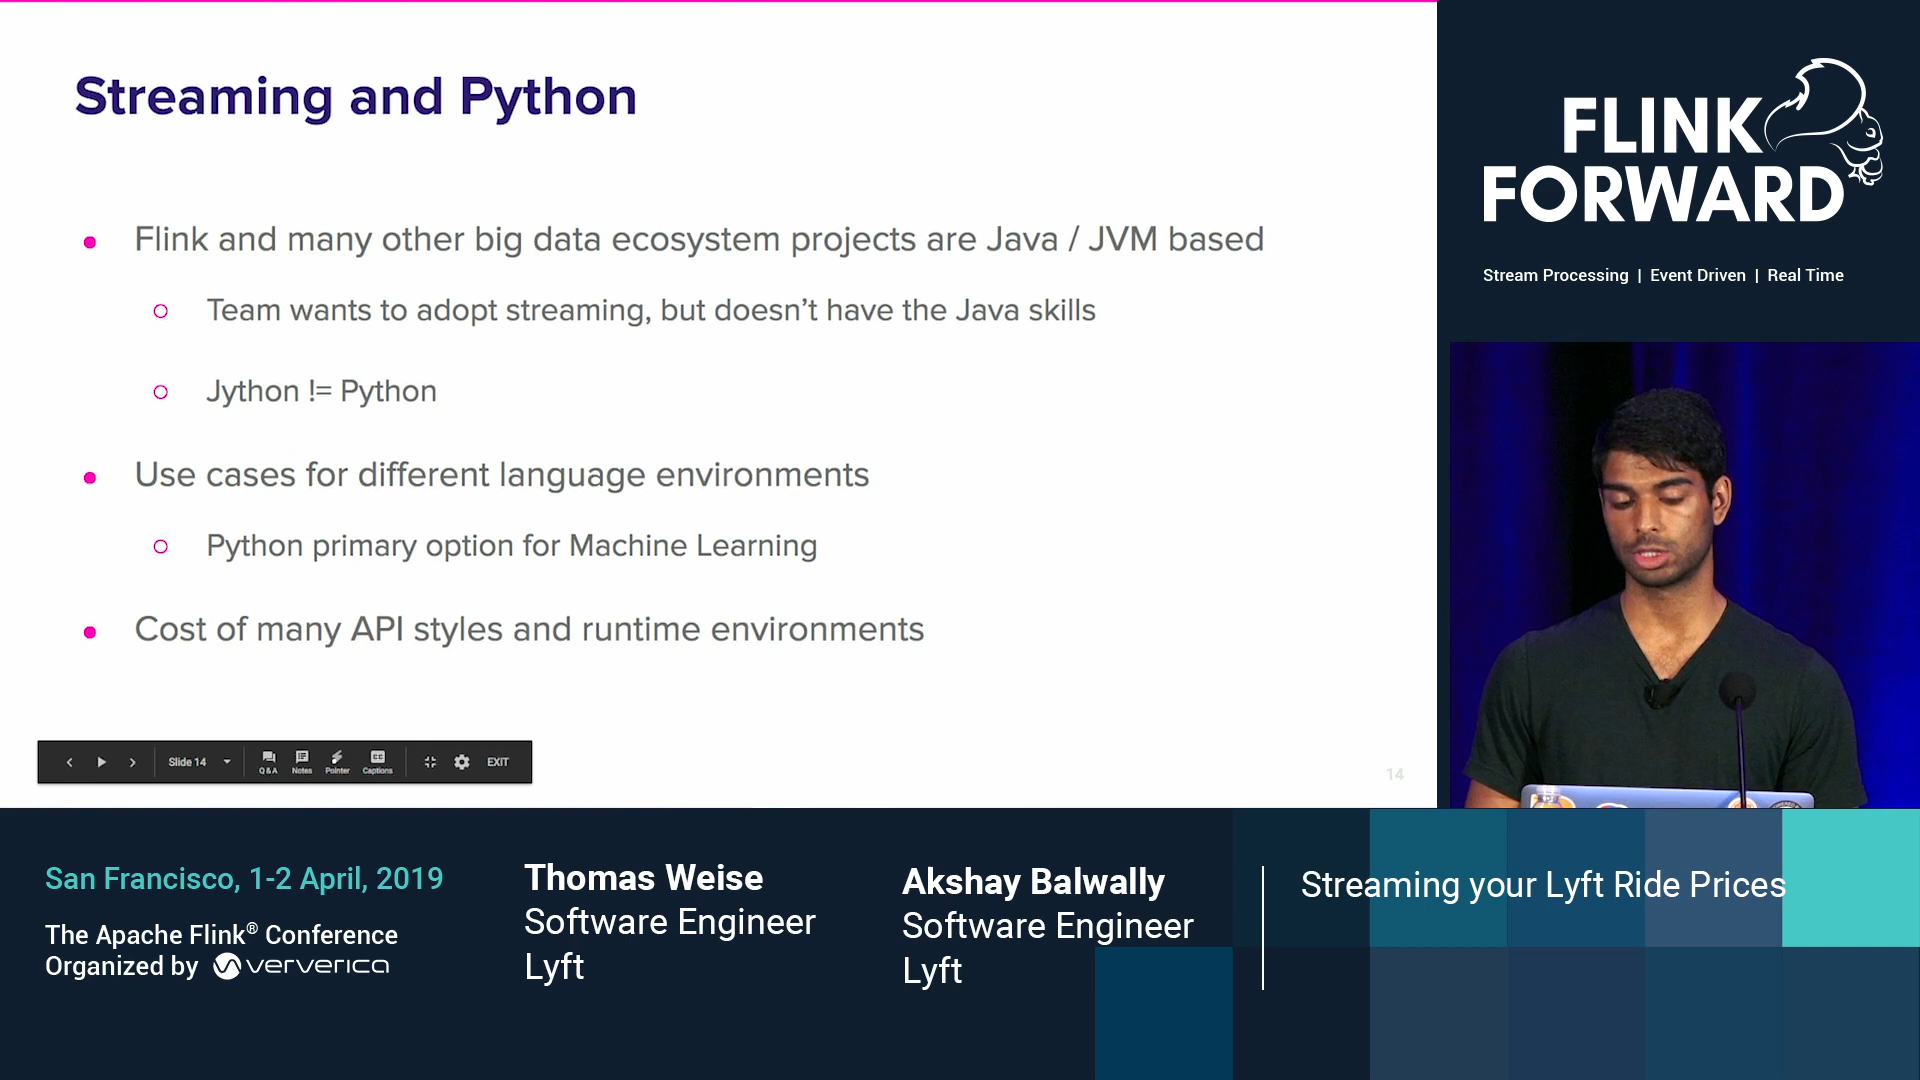 Streaming and Python
Flink and many other big data ecosystem projects are Java / JVM based
Team wants to adopt streaming, but doesn’t have the Java skills
Jython != Python
Use cases for different language environments
Python primary option for Machine Learning
Cost of many API styles and runtime environments
Slide 14
Q & A
Notes
Pointer
Captions
EXIT
14
FLINK
FORWARD
Stream Processing | Event Driven | Real Time
San Francisco, 1-2 April, 2019
The Apache Flink® Conference
Organized by ververica
Thomas Weise
Software Engineer
Lyft
Akshay Balwally
Software Engineer
Lyft
Streaming your Lyft Ride Prices